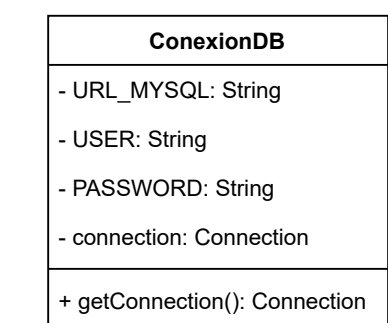 ConexionDB
- URL_MYSQL: String
- USER: String
- PASSWORD: String
- connection: Connection
+ getConnection(): Connection